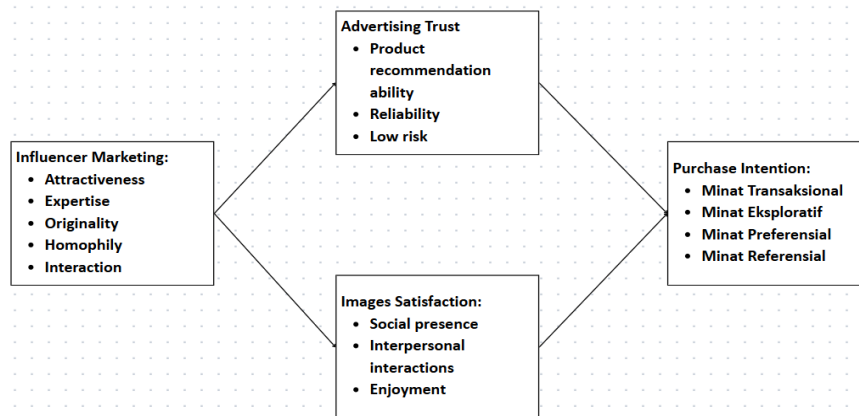 Advertising Trust
• Product
recommendation
ability
• Reliability
• Low risk
Influencer Marketing:
• Attractiveness
• Expertise
• Originality
• Homophily
• Interaction
Purchase Intention:
• Minat Transaksional
• Minat Eksploratif
• Minat Preferensial
• Minat Referensial
Images Satisfaction:
• Social presence
• Interpersonal
interactions
• Enjoyment